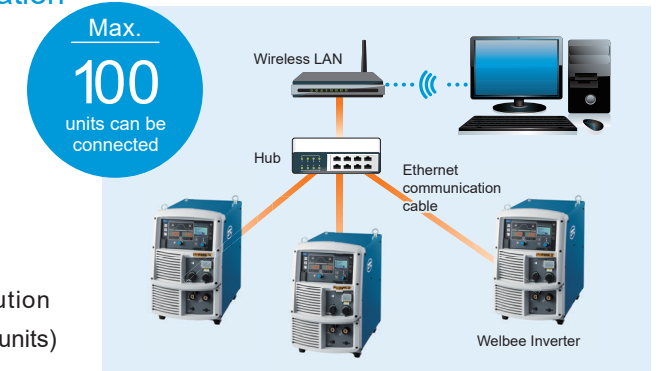 ation
Max.
100
units can be
connected
Wireless LAN
Hub
Ethernet
communication
cable
ution
units)
Welbee Inverter